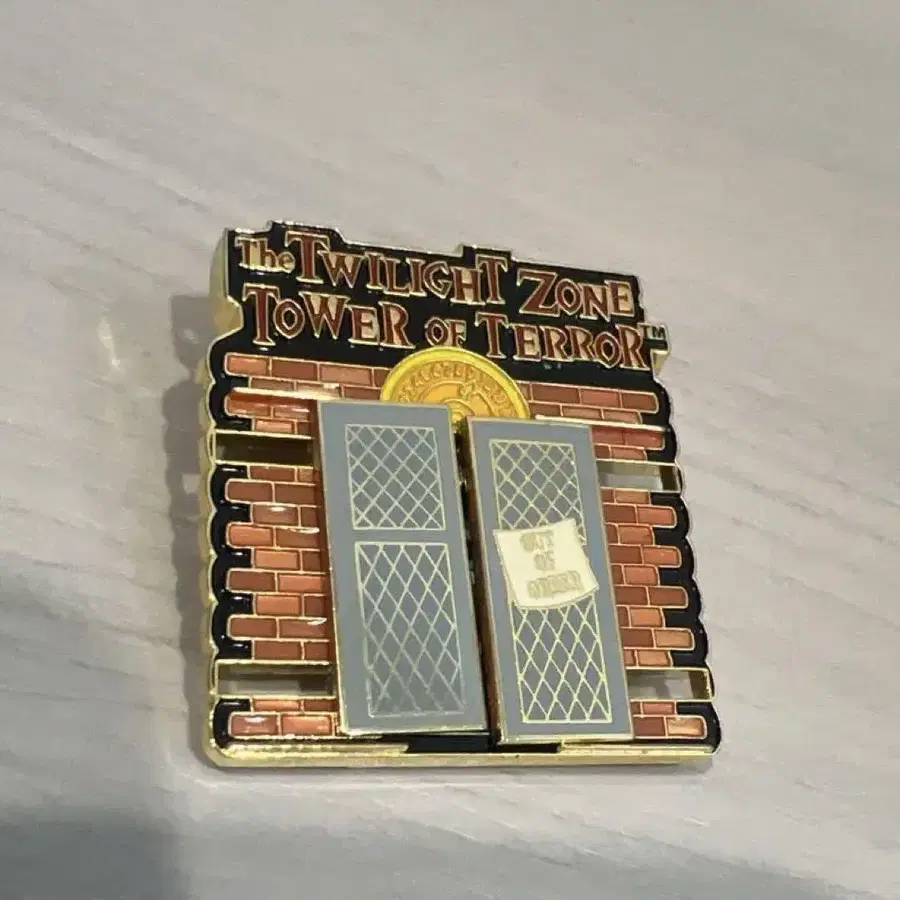 The TWILIGHT ZONE
TOWER OF TERROR™
OUT
OF
ORDER